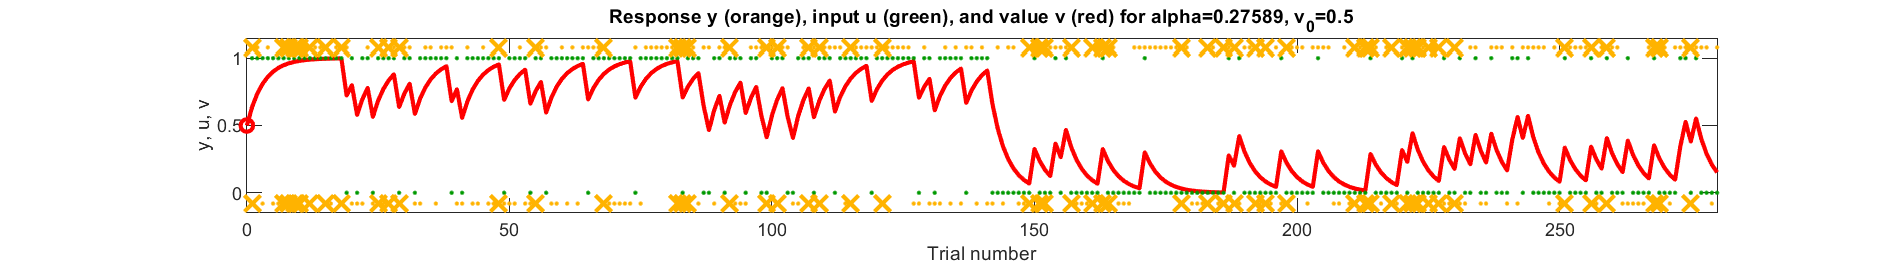 Response y (orange), input u (green), and value v (red) for alpha=0.27589, v_0=0.5
y, u, v
1
0.5
0
0 50 100 150 200 250
Trial number